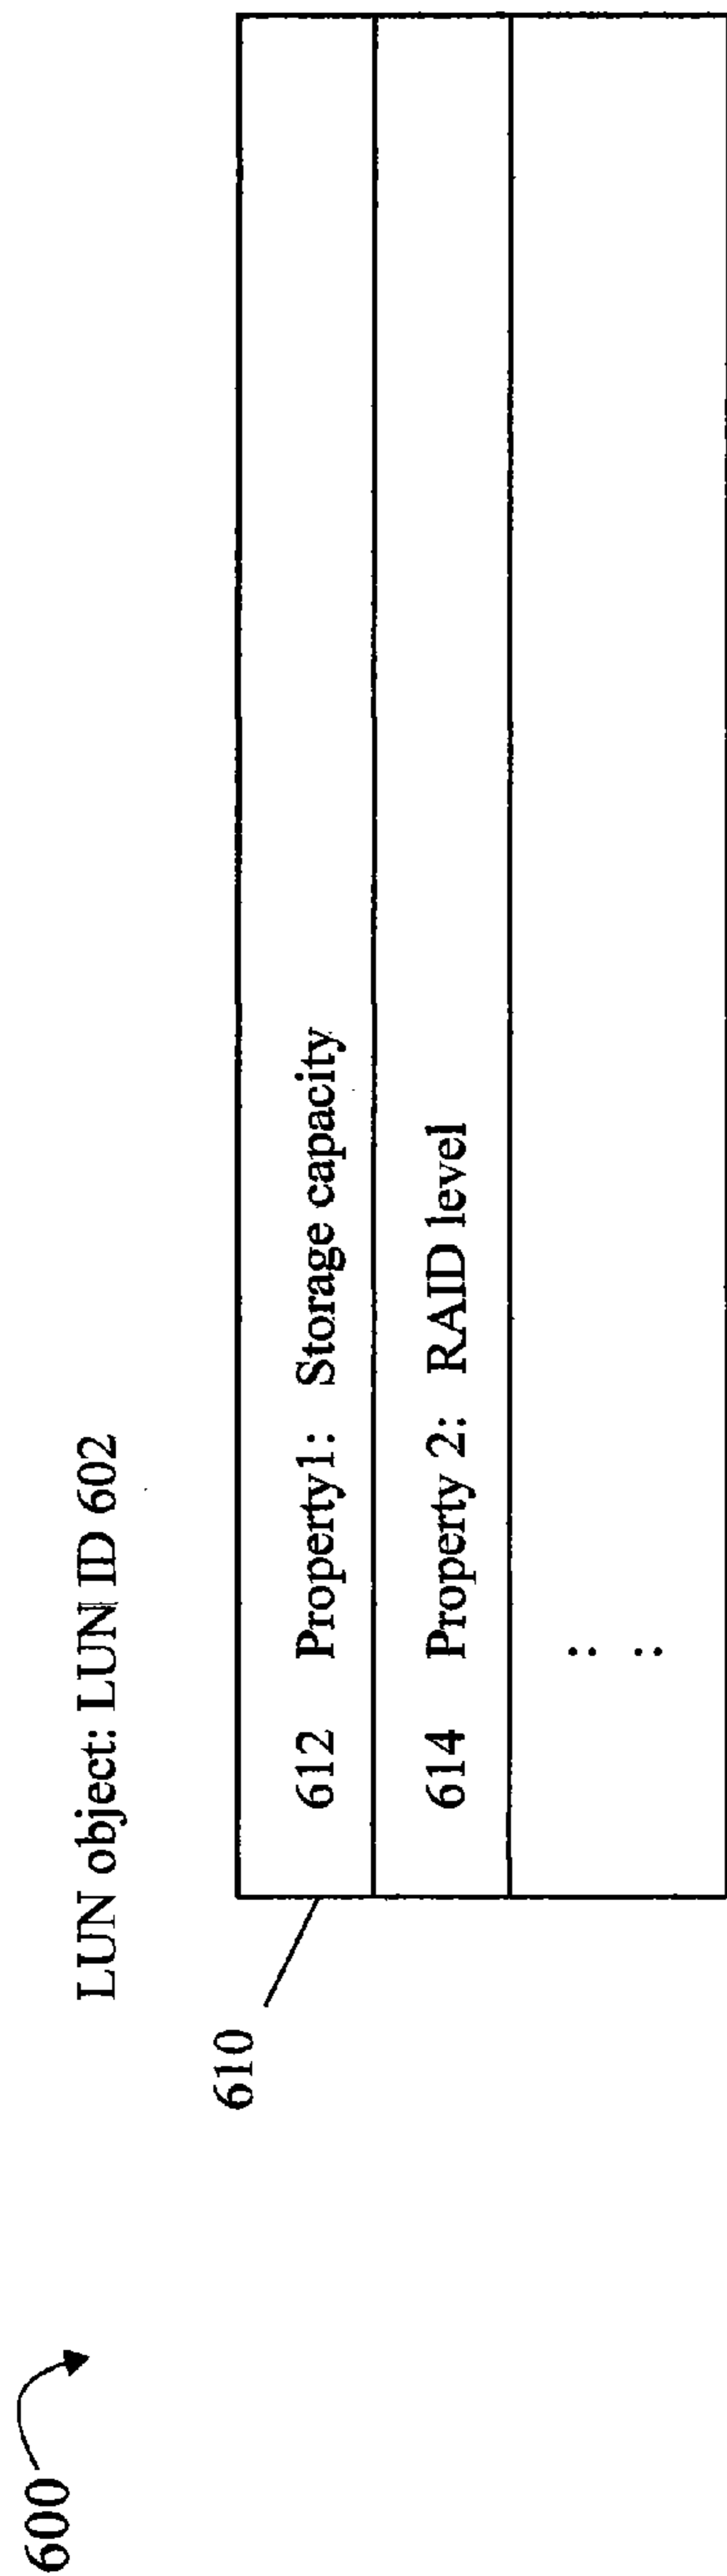 600
LUN object: LUN ID 602
610
612 Property1: Storage capacity
614 Property 2: RAID level
: :